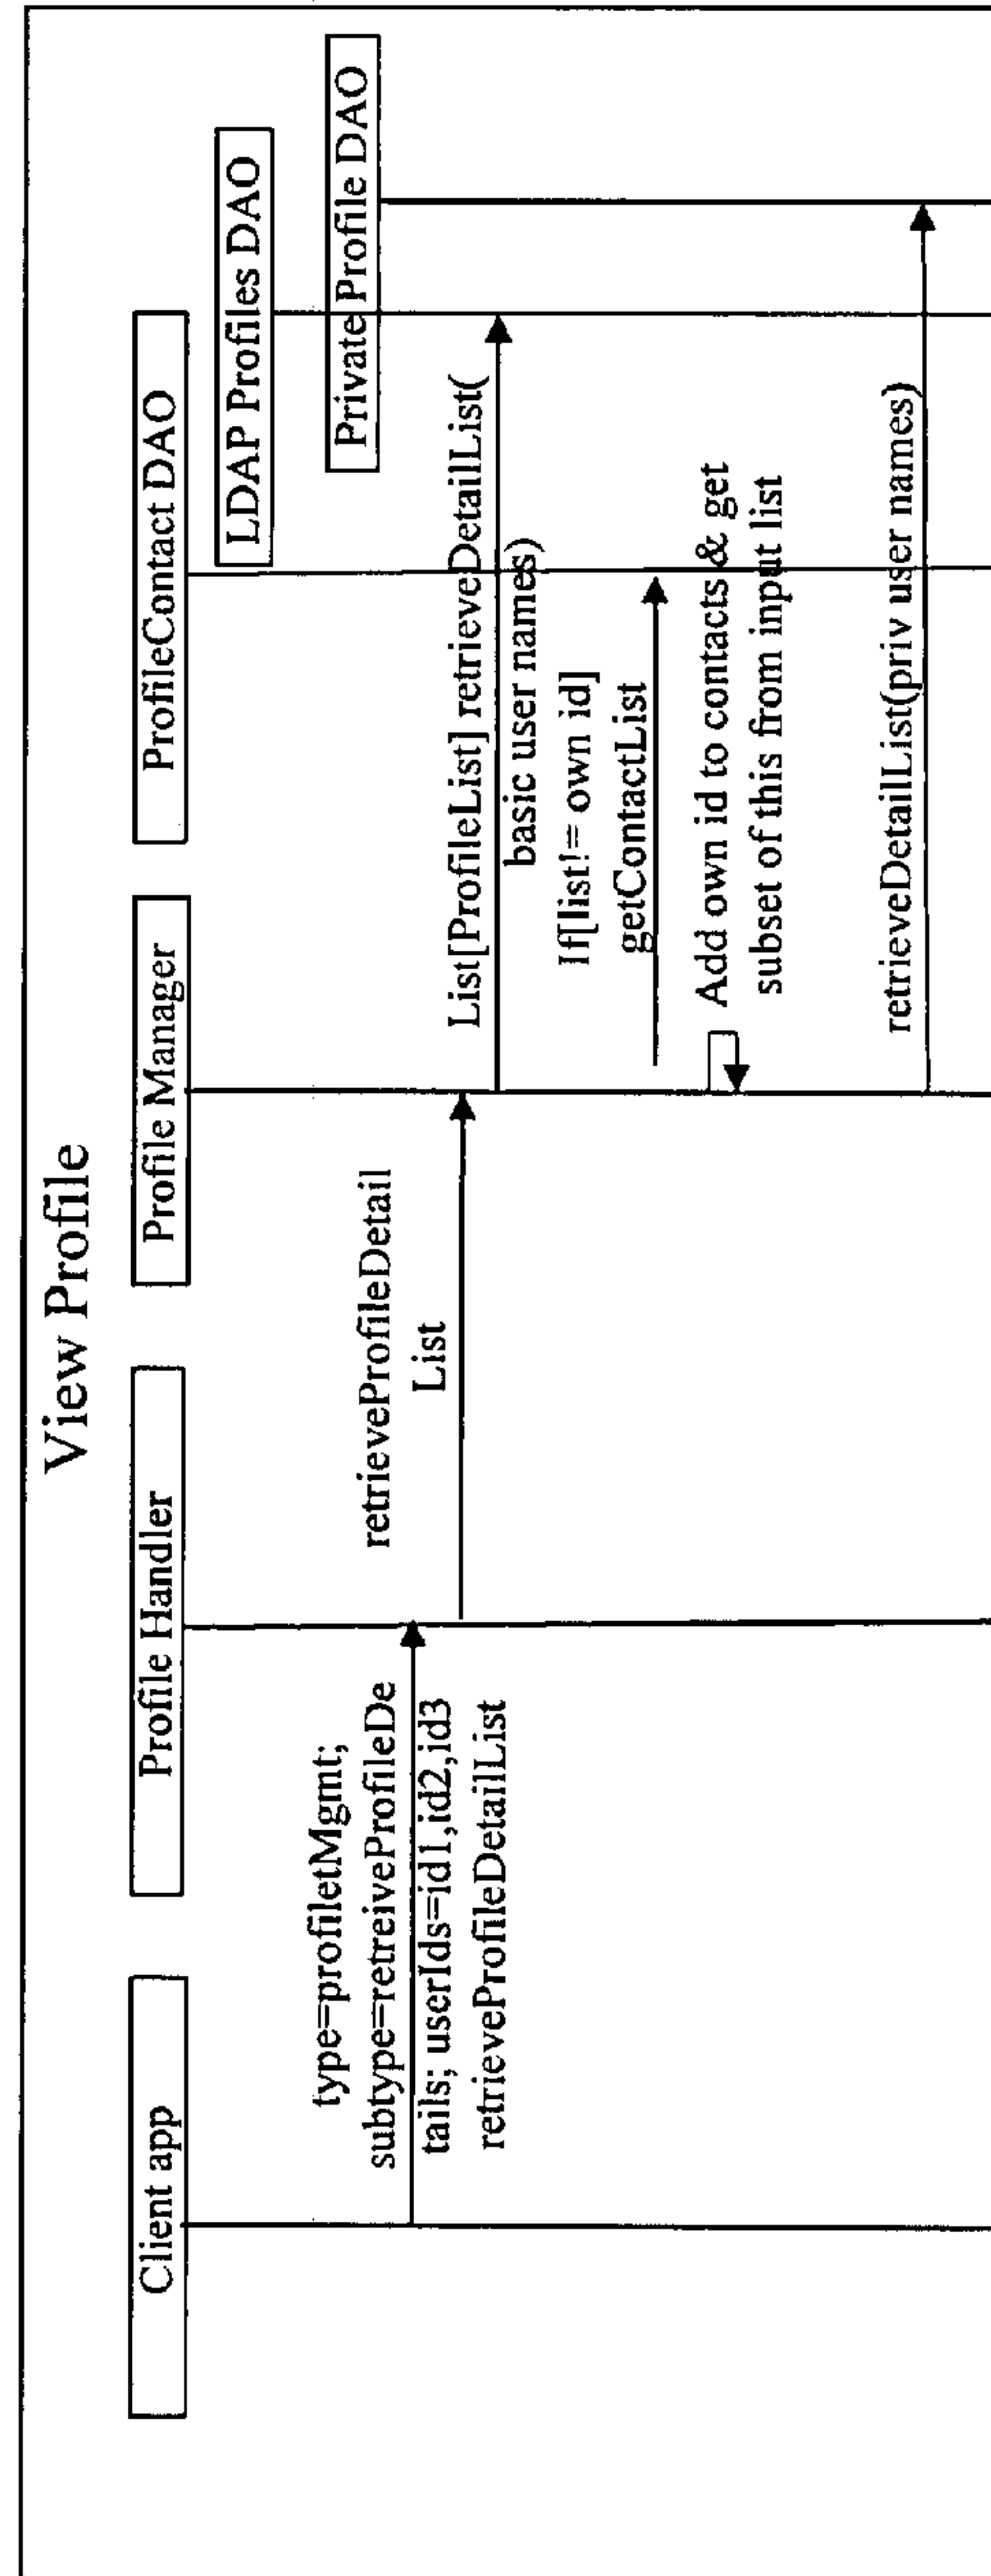 View Profile
Client app
Profile Handler
Profile Manager
ProfileContact DAO
LDAP Profiles DAO
Private Profile DAO
type=profiletMgmt;
subtype=retreiveProfileDe
tails; userIds=id1,id2,id3
retrieveProfileDetailList
retrieveProfileDetail
List
List[ProfileList] retrieveDetailList(
basic user names)
If[list!= own id]
getContactList
Add own id to contacts & get
subset of this from input list
retrieveDetailList(priv user names)